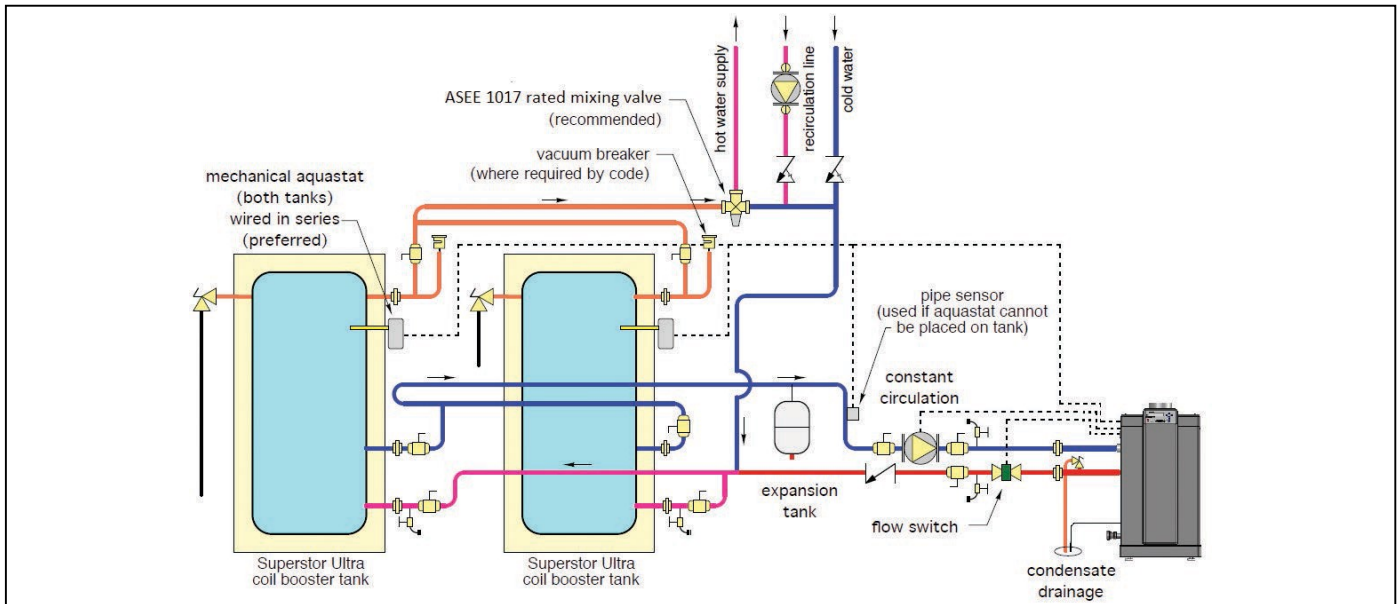 hot water supply
recirculation line
cold water
ASEE 1017 rated mixing valve
(recommended)
vacuum breaker
(where required by code)
mechanical aquastat
(both tanks)
wired in series
(preferred)
pipe sensor
(used if aquastat cannot
be placed on tank)
constant
circulation
expansion
tank
flow switch
condensate
drainage
Superstor Ultra
coil booster tank
Superstor Ultra
coil booster tank